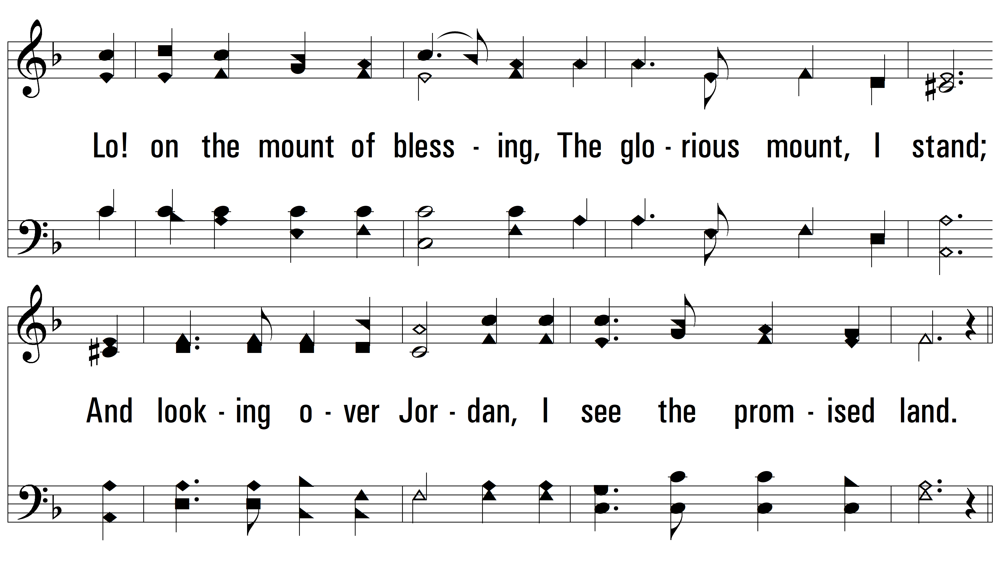 Lo! on the mount of bless - ing, The glo - rious mount, I stand;
And look - ing o - ver Jor - dan, I see the prom - ised land.